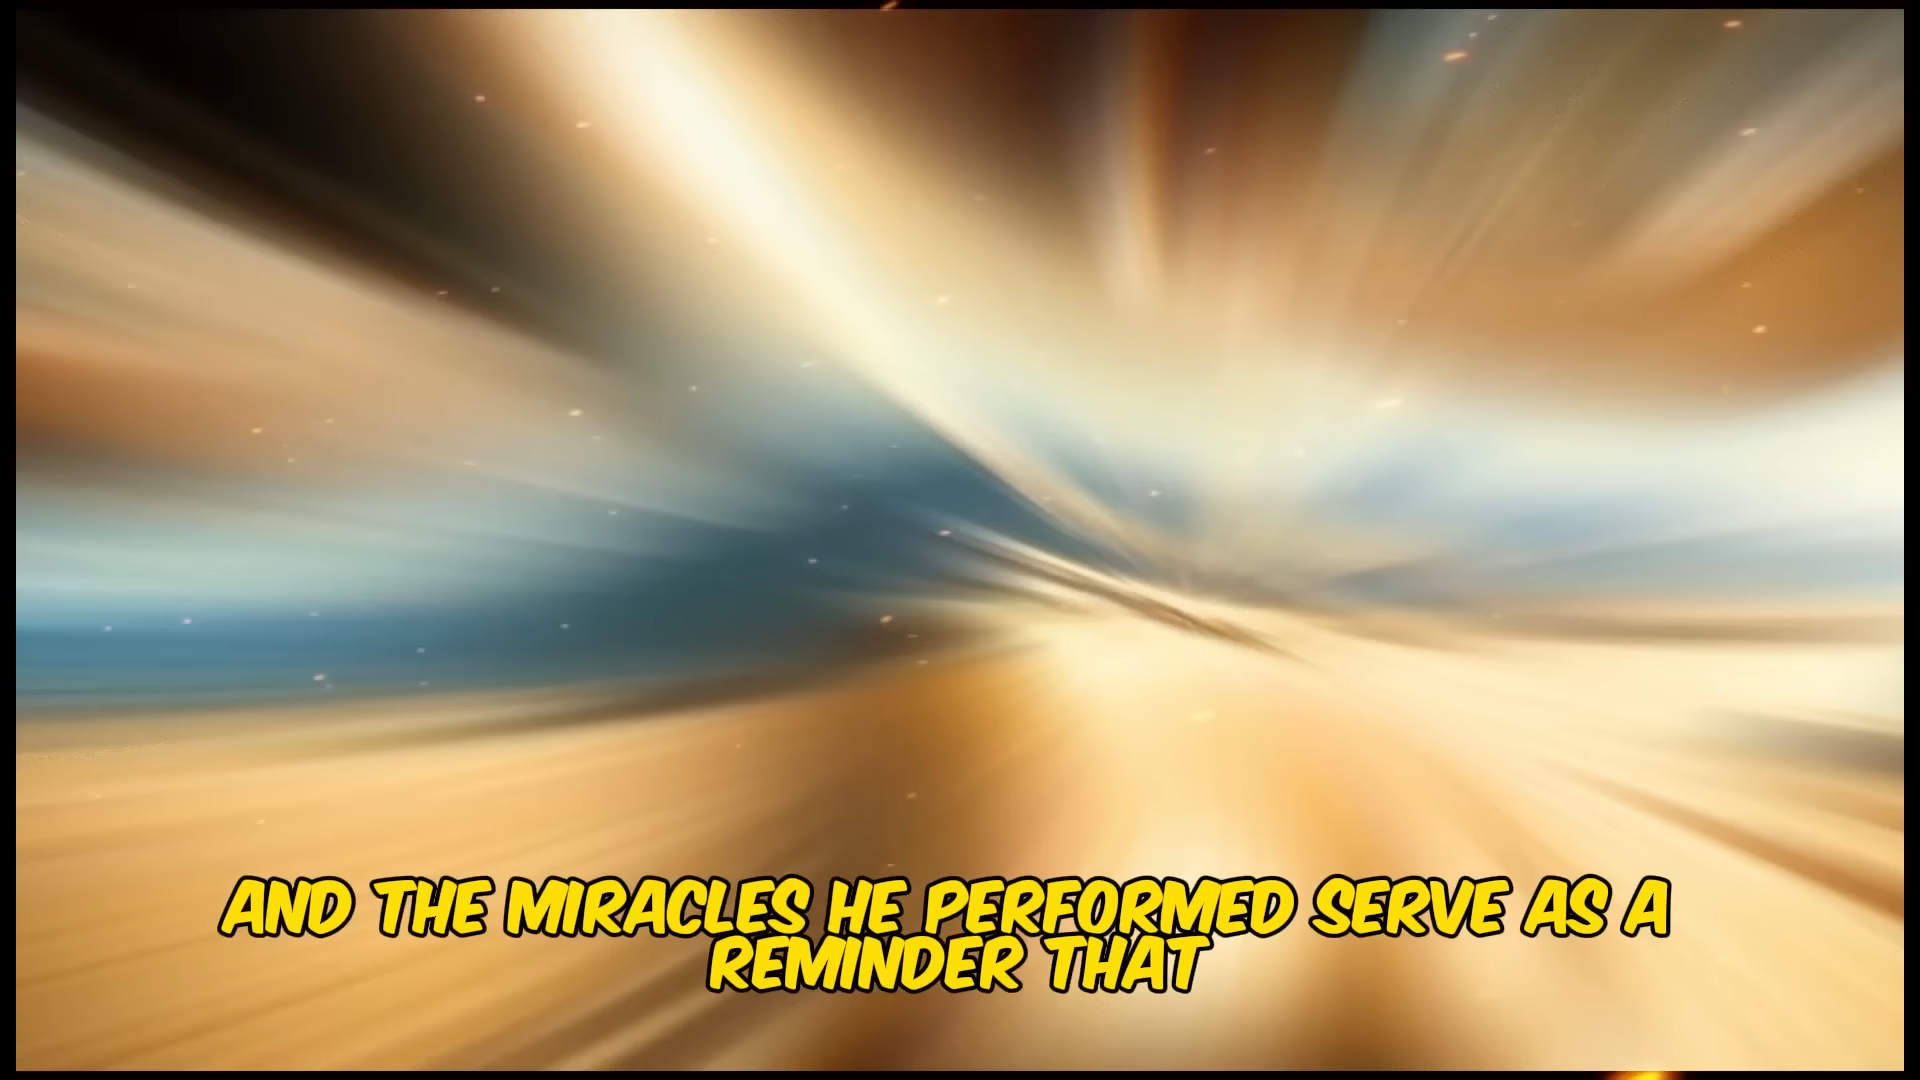 AND THE MIRACLES HE PERFORMED SERVE AS A
REMINDER THAT